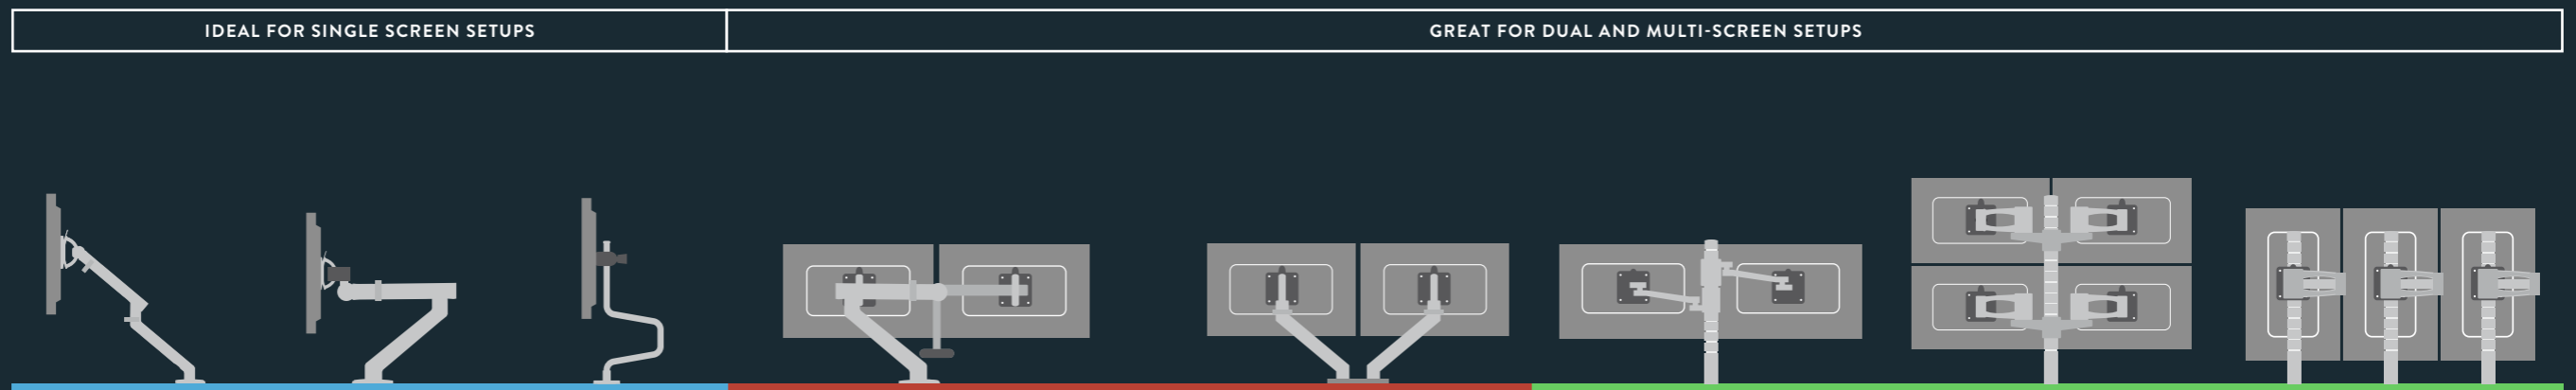 IDEAL FOR SINGLE SCREEN SETUPS
GREAT FOR DUAL AND MULTI-SCREEN SETUPS